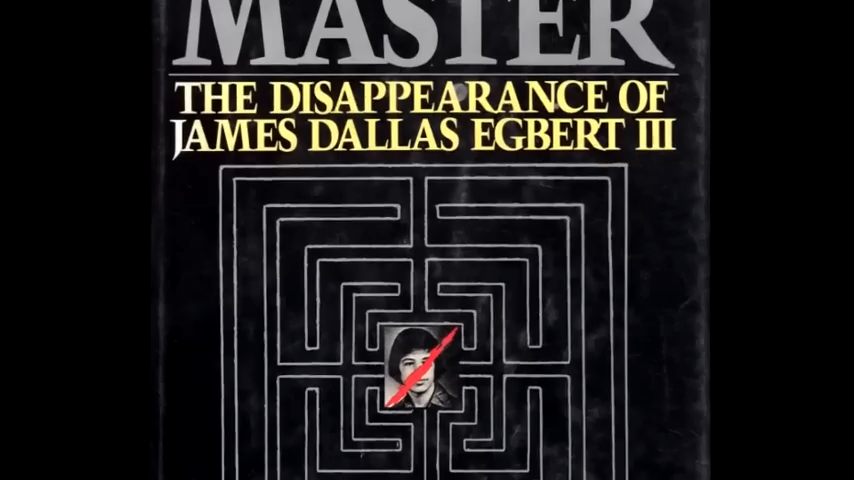 MASTER
THE DISAPPEARANCE OF
JAMES DALLAS EGBERT III